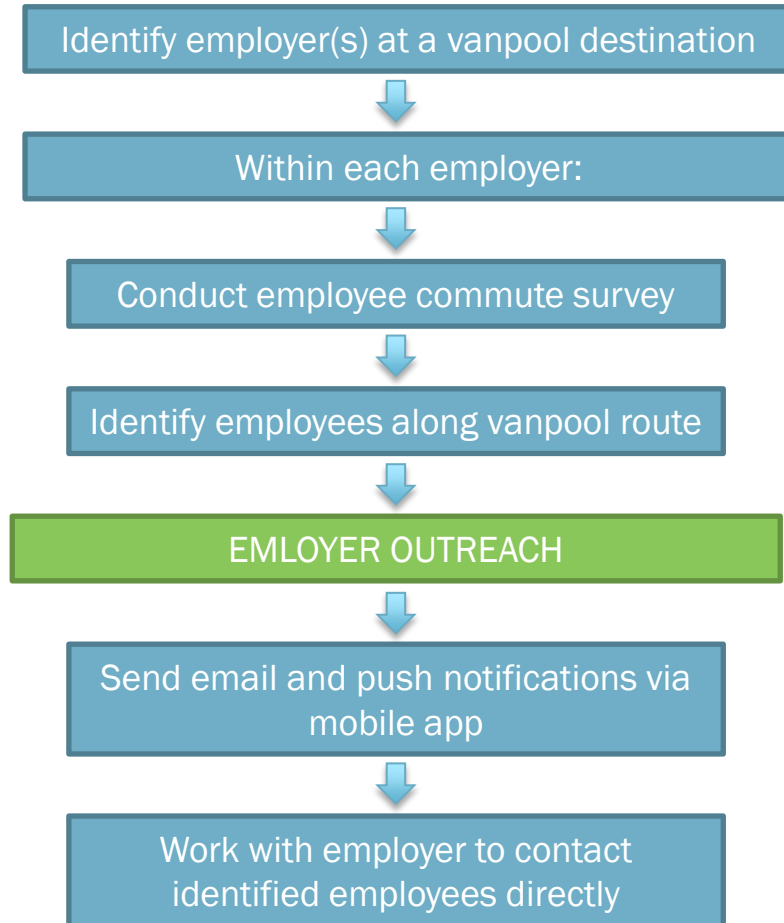 Identify employer(s) at a vanpool destination
Within each employer:
Conduct employee commute survey
Identify employees along vanpool route
EMLOYER OUTREACH
Send email and push notifications via
mobile app
Work with employer to contact
identified employees directly